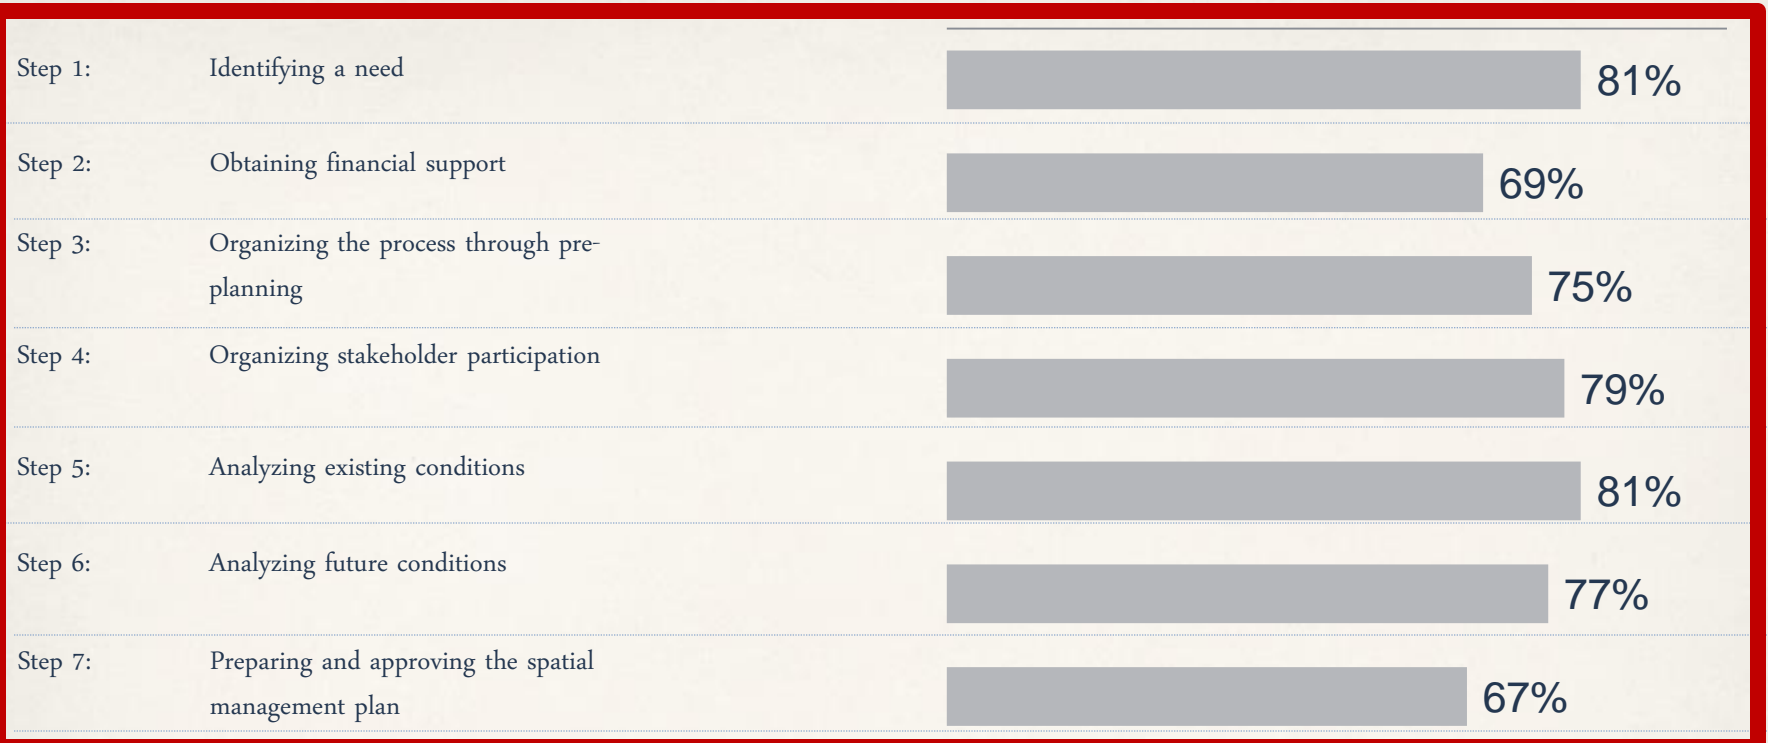 Step 1: Identifying a need 81%
Step 2: Obtaining financial support 69%
Step 3: Organizing the process through pre-
planning 75%
Step 4: Organizing stakeholder participation 79%
Step 5: Analyzing existing conditions 81%
Step 6: Analyzing future conditions 77%
Step 7: Preparing and approving the spatial
management plan 67%